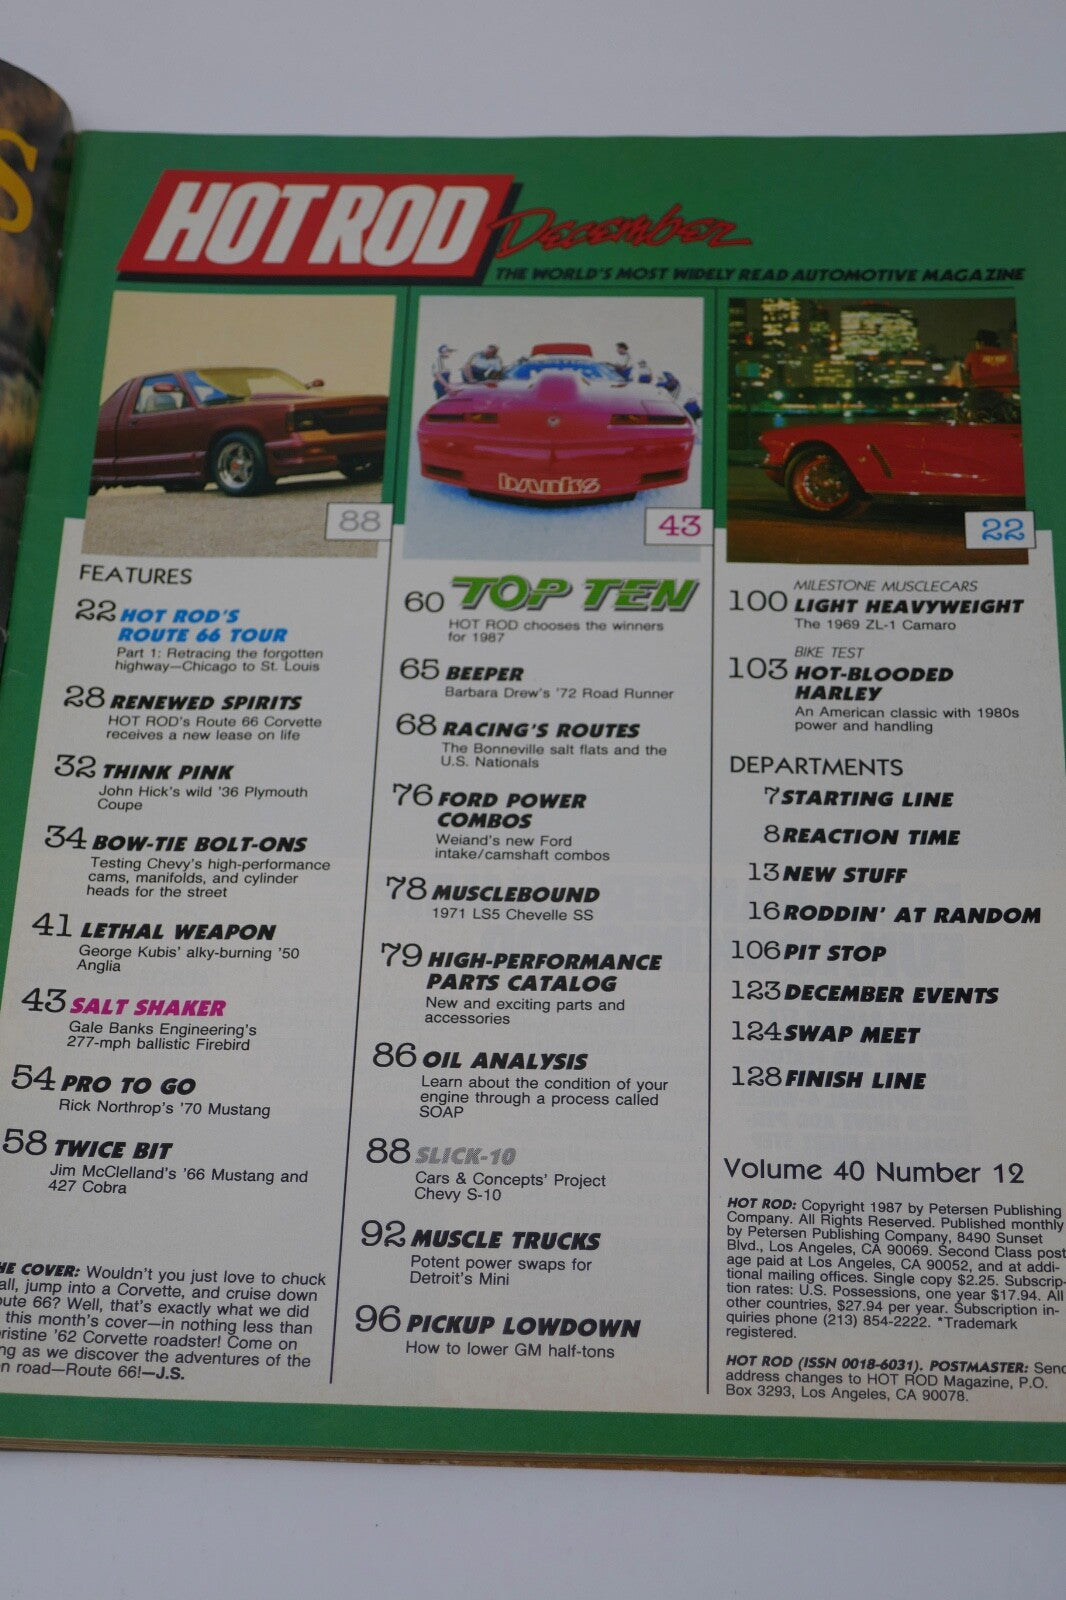 S
HOT ROD December
THE WORLD'S MOST WIDELY READ AUTOMOTIVE MAGAZINE
88
banks
43
22
FEATURES
22 HOT ROD'S
ROUTE 66 TOUR
Part 1: Retracing the forgotten
highway—Chicago to St. Louis
28 RENEWED SPIRITS
HOT ROD's Route 66 Corvette
receives a new lease on life
32 THINK PINK
John Hick's wild '36 Plymouth
Coupe
34 BOW-TIE BOLT-ONS
Testing Chevy's high-performance
cams, manifolds, and cylinder
heads for the street
41 LETHAL WEAPON
George Kubis' alky-burning '50
Anglia
43 SALT SHAKER
Gale Banks Engineering's
277-mph ballistic Firebird
54 PRO TO GO
Rick Northrop's '70 Mustang
58 TWICE BIT
Jim McClelland's '66 Mustang and
427 Cobra
HE COVER: Wouldn't you just love to chuck
all, jump into a Corvette, and cruise down
oute 66? Well, that's exactly what we did
this month's cover—in nothing less than
ristine '62 Corvette roadster! Come on
ng as we discover the adventures of the
n road—Route 66!—J.S.
60 TOP TEN
HOT ROD chooses the winners
for 1987
65 BEEPER
Barbara Drew's '72 Road Runner
68 RACING'S ROUTES
The Bonneville salt flats and the
U.S. Nationals
76 FORD POWER
COMBOS
Weiand's new Ford
intake/camshaft combos
78 MUSCLEBOUND
1971 LS5 Chevelle SS
79 HIGH-PERFORMANCE
PARTS CATALOG
New and exciting parts and
accessories
86 OIL ANALYSIS
Learn about the condition of your
engine through a process called
SOAP
88 SLICK-10
Cars & Concepts' Project
Chevy S-10
92 MUSCLE TRUCKS
Potent power swaps for
Detroit's Mini
96 PICKUP LOWDOWN
How to lower GM half-tons
MILESTONE MUSCLECARS
100 LIGHT HEAVYWEIGHT
The 1969 ZL-1 Camaro
BIKE TEST
103 HOT-BLOODED
HARLEY
An American classic with 1980s
power and handling
DEPARTMENTS
7 STARTING LINE
8 REACTION TIME
13 NEW STUFF
16 RODDIN' AT RANDOM
106 PIT STOP
123 DECEMBER EVENTS
124 SWAP MEET
128 FINISH LINE
Volume 40 Number 12
HOT ROD: Copyright 1987 by Petersen Publishing
Company. All Rights Reserved. Published monthly
by Petersen Publishing Company, 8490 Sunset
Blvd., Los Angeles, CA 90069. Second Class post-
age paid at Los Angeles, CA 90052, and at addi-
tional mailing offices. Single copy $2.25. Subscrip-
tion rates: U.S. Possessions, one year $17.94. All
other countries, $27.94 per year. Subscription in-
quiries phone (213) 854-2222. *Trademark
registered.
HOT ROD (ISSN 0018-6031). POSTMASTER: Send
address changes to HOT ROD Magazine, P.O.
Box 3293, Los Angeles, CA 90078.